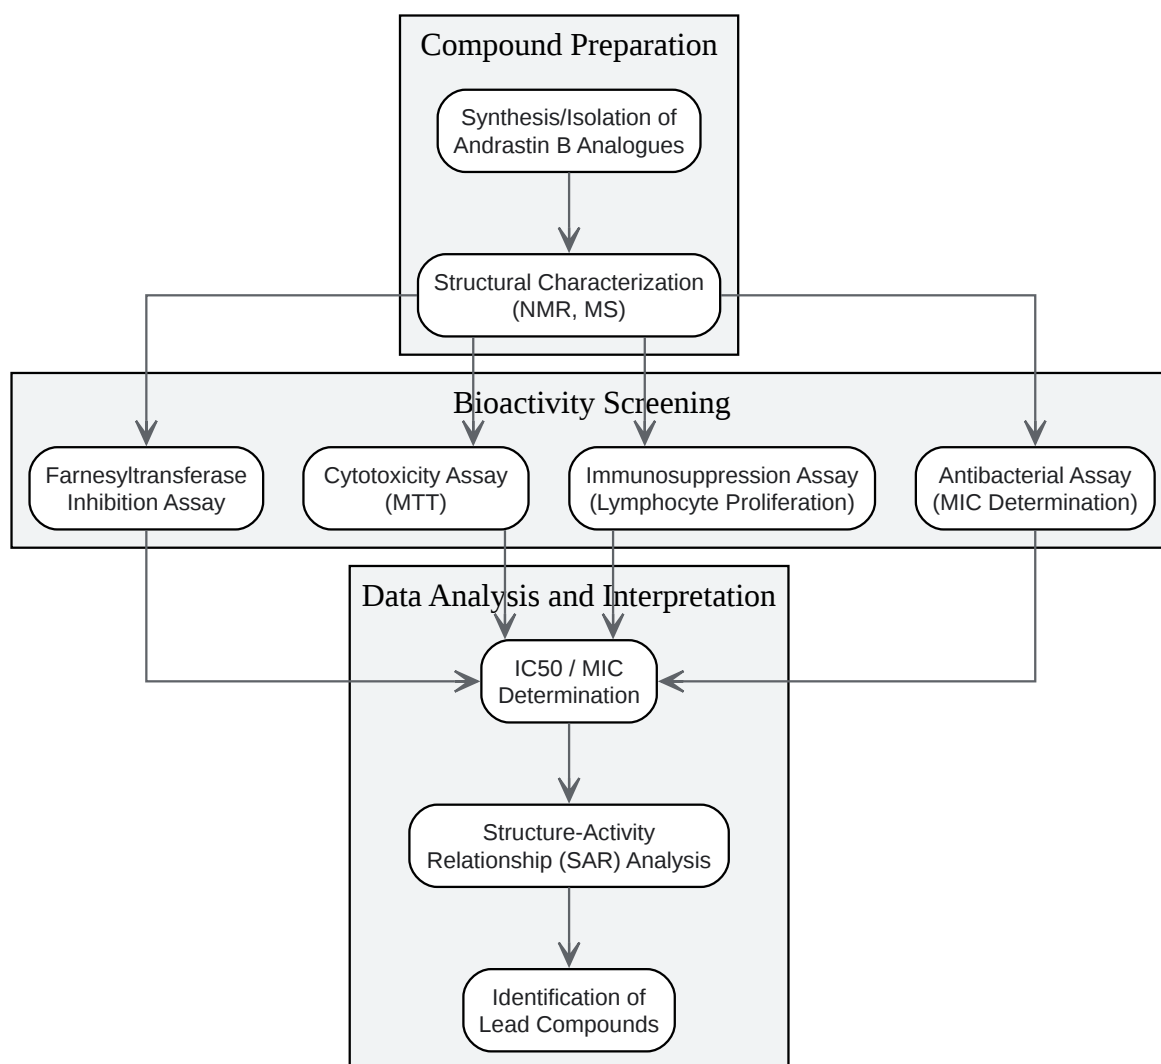 Compound Preparation
Synthesis/Isolation of
Andrastin B Analogues
Structural Characterization
(NMR, MS)
Bioactivity Screening
Farnesyltransferase
Inhibition Assay
Cytotoxicity Assay
(MTT)
Immunosuppression Assay
(Lymphocyte Proliferation)
Antibacterial Assay
(MIC Determination)
Data Analysis and Interpretation
IC50 / MIC
Determination
Structure-Activity
Relationship (SAR) Analysis
Identification of
Lead Compounds